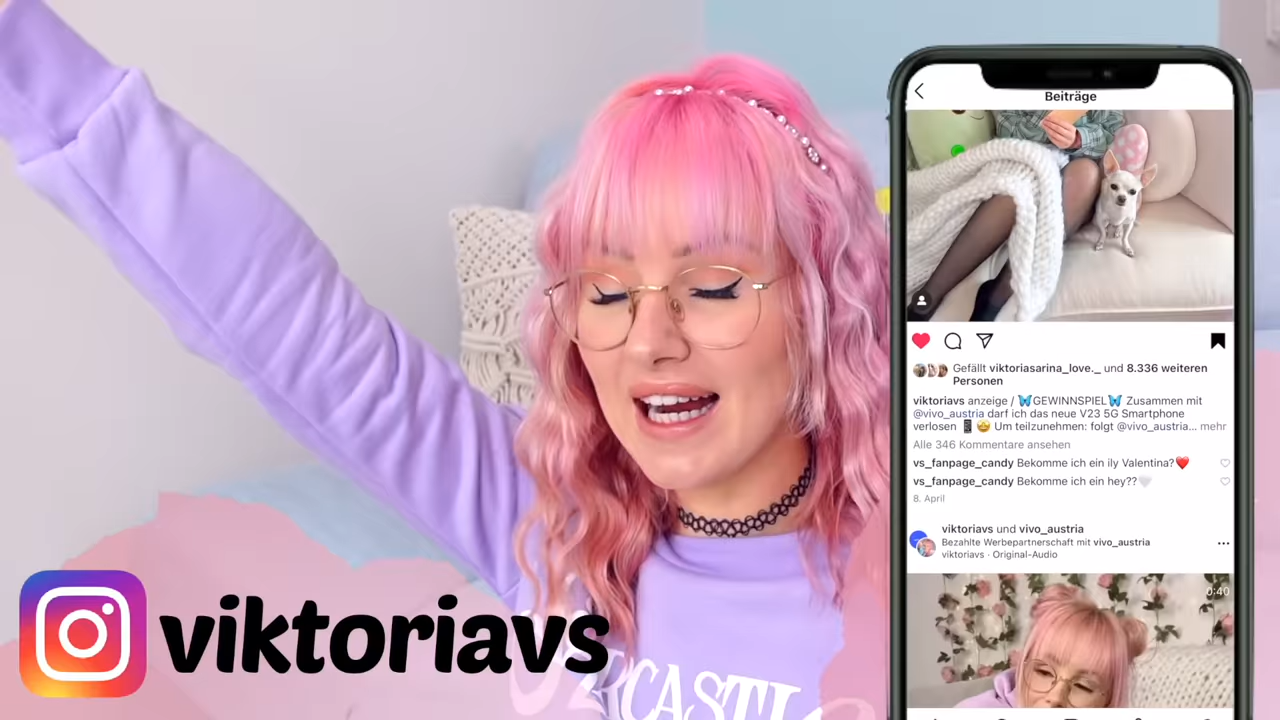 Beiträge
Gefällt viktoriasarina_love._ und 8.336 weiteren
Personen
viktoriavs anzeige / 🦋GEWINNSPIEL🦋 Zusammen mit
@vivo_austria darf ich das neue V23 5G Smartphone
verlosen 📱🤩 Um teilzunehmen: folgt @vivo_austria... mehr
Alle 346 Kommentare ansehen
vs_fanpage_candy Bekomme ich ein ily Valentina?❤️
vs_fanpage_candy Bekomme ich ein hey??🤍
8. April
viktoriavs und vivo_austria
Bezahlte Werbepartnerschaft mit vivo_austria
viktoriavs · Original-Audio
0:40
viktoriavs